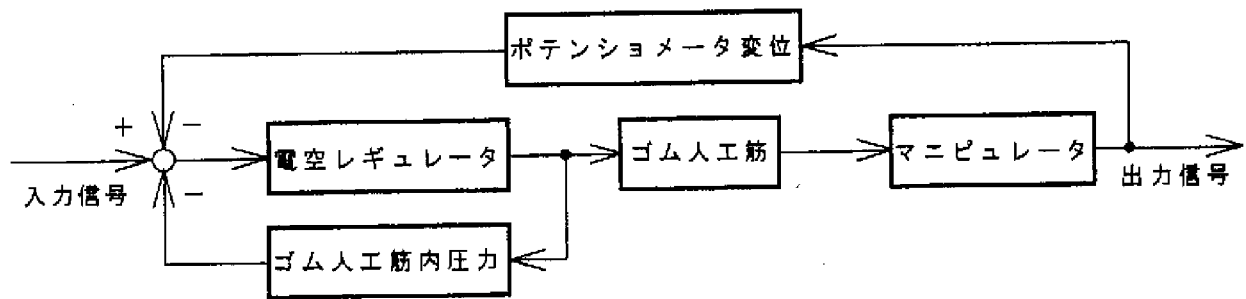 ポテンショメータ変位
+
−
電空レギュレータ
ゴム人工筋
マニピュレータ
入力信号
−
出力信号
ゴム人工筋内圧力